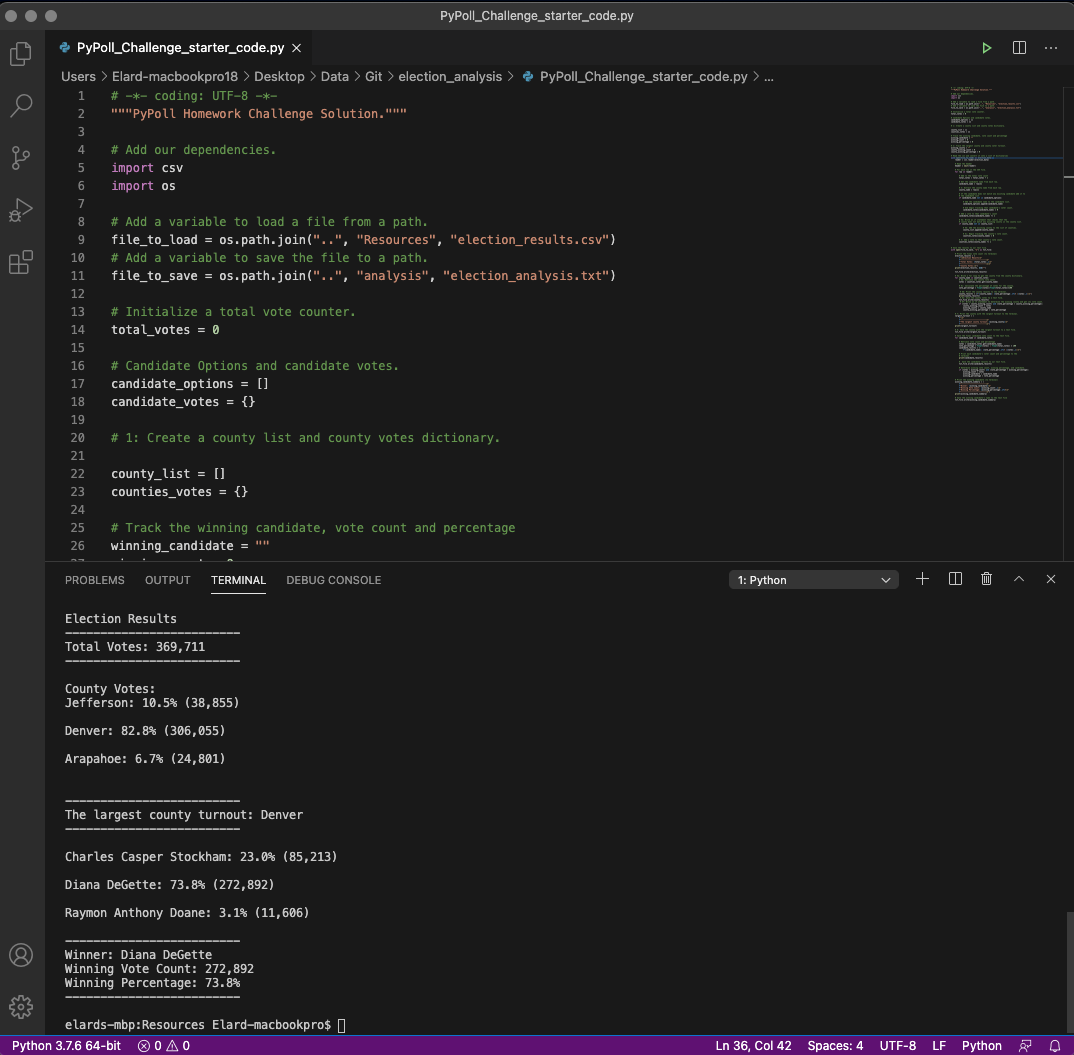 PyPoll_Challenge_starter_code.py
PyPoll_Challenge_starter_code.py
Users > Elard-macbookpro18 > Desktop > Data > Git > election_analysis > PyPoll_Challenge_starter_code.py > ...
1 # -*- coding: UTF-8 -*-
2 """PyPoll Homework Challenge Solution."""
3
4 # Add our dependencies.
5 import csv
6 import os
7
8 # Add a variable to load a file from a path.
9 file_to_load = os.path.join("..", "Resources", "election_results.csv")
10 # Add a variable to save the file to a path.
11 file_to_save = os.path.join("..", "analysis", "election_analysis.txt")
12
13 # Initialize a total vote counter.
14 total_votes = 0
15
16 # Candidate Options and candidate votes.
17 candidate_options = []
18 candidate_votes = {}
19
20 # 1: Create a county list and county votes dictionary.
21
22 county_list = []
23 counties_votes = {}
24
25 # Track the winning candidate, vote count and percentage
26 winning_candidate = ""
PROBLEMS OUTPUT TERMINAL DEBUG CONSOLE 1: Python
Election Results
-------------------------
Total Votes: 369,711
-------------------------
County Votes:
Jefferson: 10.5% (38,855)
Denver: 82.8% (306,055)
Arapahoe: 6.7% (24,801)
-------------------------
The largest county turnout: Denver
-------------------------
Charles Casper Stockham: 23.0% (85,213)
Diana DeGette: 73.8% (272,892)
Raymon Anthony Doane: 3.1% (11,606)
-------------------------
Winner: Diana DeGette
Winning Vote Count: 272,892
Winning Percentage: 73.8%
-------------------------
elards-mbp:Resources Elard-macbookpro$
Python 3.7.6 64-bit 0 0 Ln 36, Col 42 Spaces: 4 UTF-8 LF Python